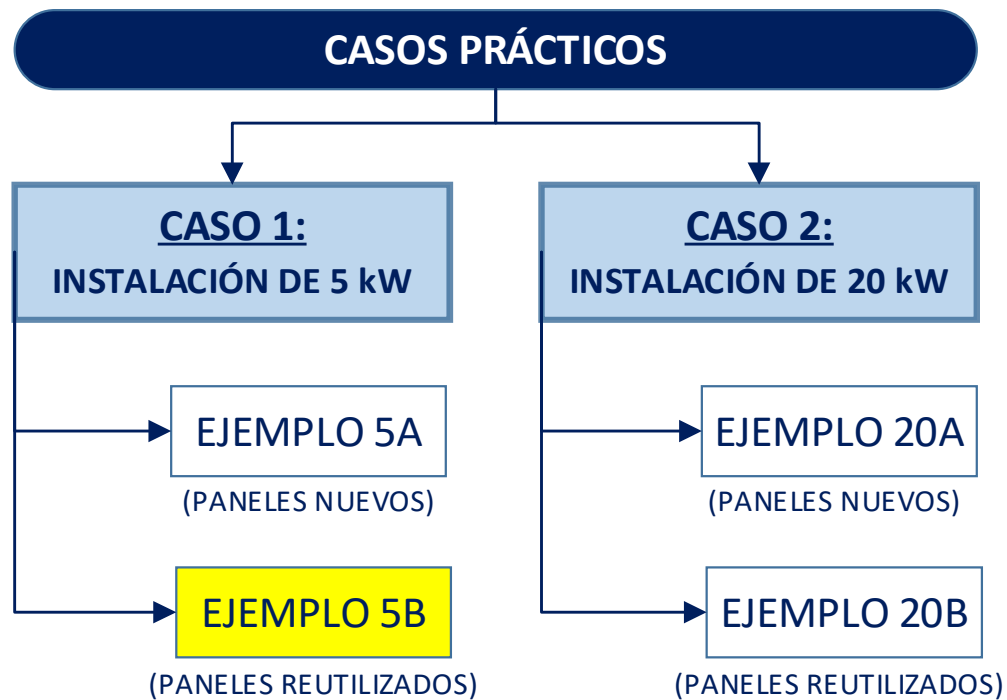 CASOS PRÁCTICOS
CASO 1:
INSTALACIÓN DE 5 kW
EJEMPLO 5A
(PANELES NUEVOS)
EJEMPLO 5B
(PANELES REUTILIZADOS)
CASO 2:
INSTALACIÓN DE 20 kW
EJEMPLO 20A
(PANELES NUEVOS)
EJEMPLO 20B
(PANELES REUTILIZADOS)